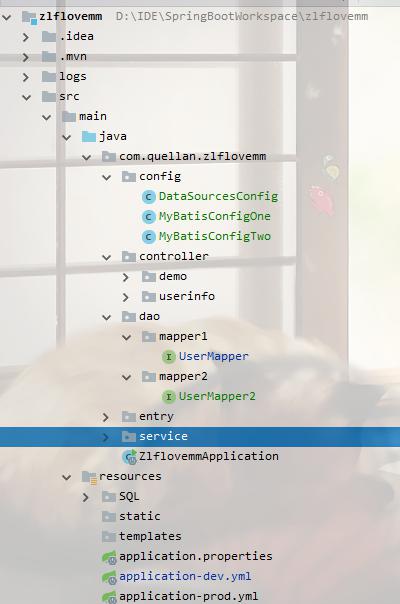 zlflovemm D:\IDE\SpringBootWorkspace\zlflovemm
.idea
.mvn
logs
src
main
java
com.quellan.zlflovemm
config
DataSourcesConfig
MyBatisConfigOne
MyBatisConfigTwo
controller
demo
userinfo
dao
mapper1
UserMapper
mapper2
UserMapper2
entry
service
ZlflovemmApplication
resources
SQL
static
templates
application.properties
application-dev.yml
application-prod.yml